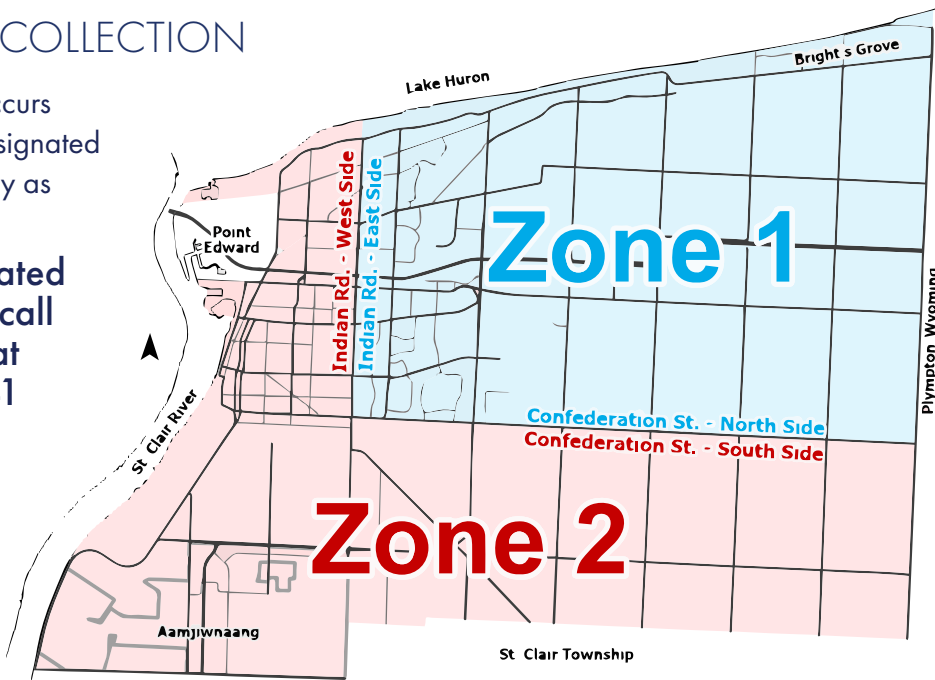 COLLECTION
ccurs
signated
y as
ated
call
at
1
Lake Huron
Bright s Grove
Point
Edward
Indian Rd. - West Side
Indian Rd. - East Side
Zone 1
Plympton Wyoming
St Clair River
Confederation St. - North Side
Confederation St. - South Side
Zone 2
Aamjiwnaang
St Clair Township